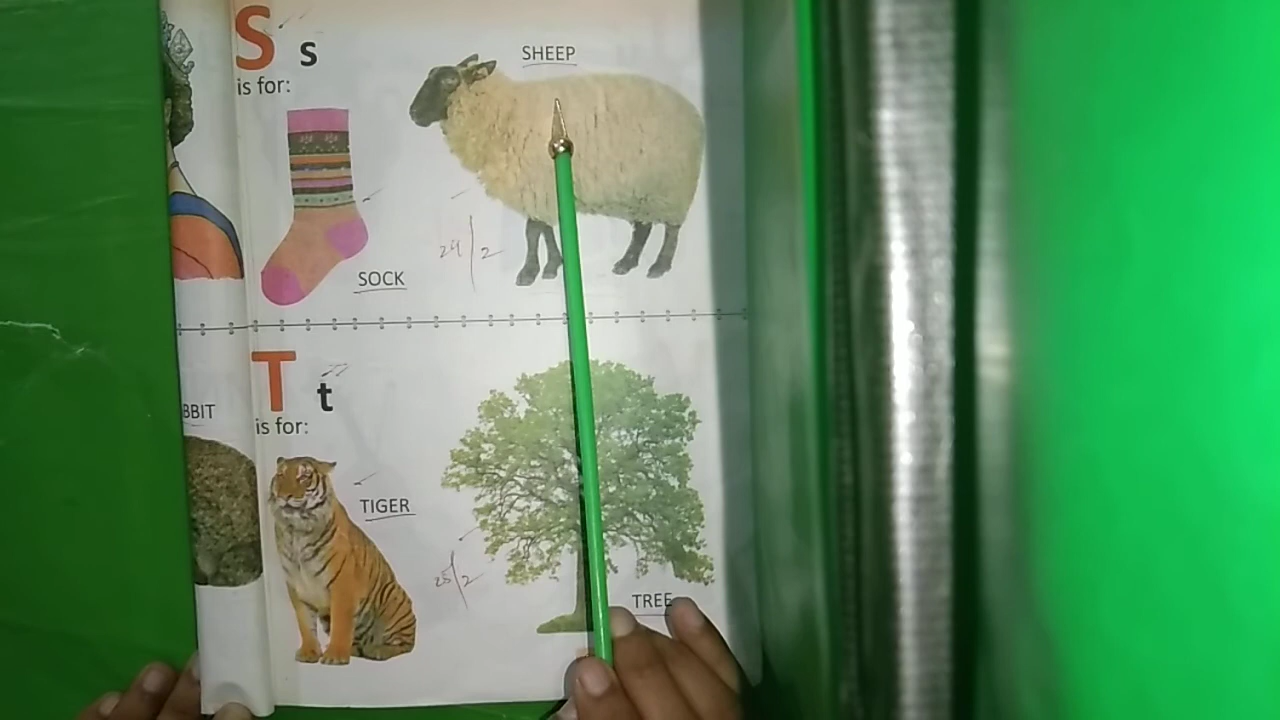 S s
is for:
SHEEP
SOCK
24/2
T t
is for:
BBIT
TIGER
25/2
TREE